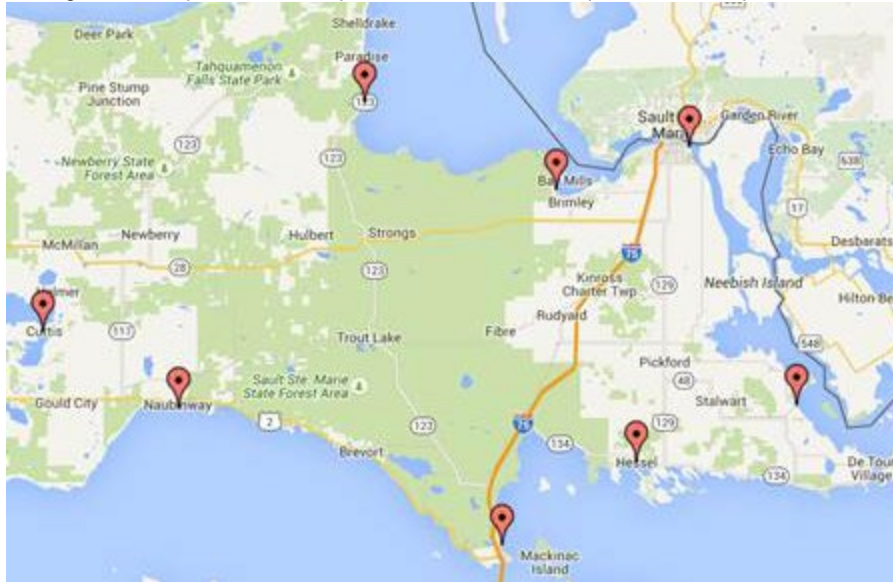 Shelldrake
Deer Park
Paradise
Tahquamenon
Falls State Park
Pine Stump
Junction
123
123
123
Sault
Mar
Garden River
Echo Bay
638
Newberry State
Forest Area
Bay Mills
Brimley
17
McMillan
Newberry
Hulbert
Strongs
75
Desbarats
28
123
Kinross
Charter Twp
129
Neebish Island
Hilton Be
Curtis
117
Trout Lake
Fibre
Rudyard
548
Pickford
48
Stalwart
Sault Ste. Marie
State Forest Area
Gould City
Naubinway
2
123
75
129
134
Brevort
Hessel
134
De Tour
Village
Mackinac
Island